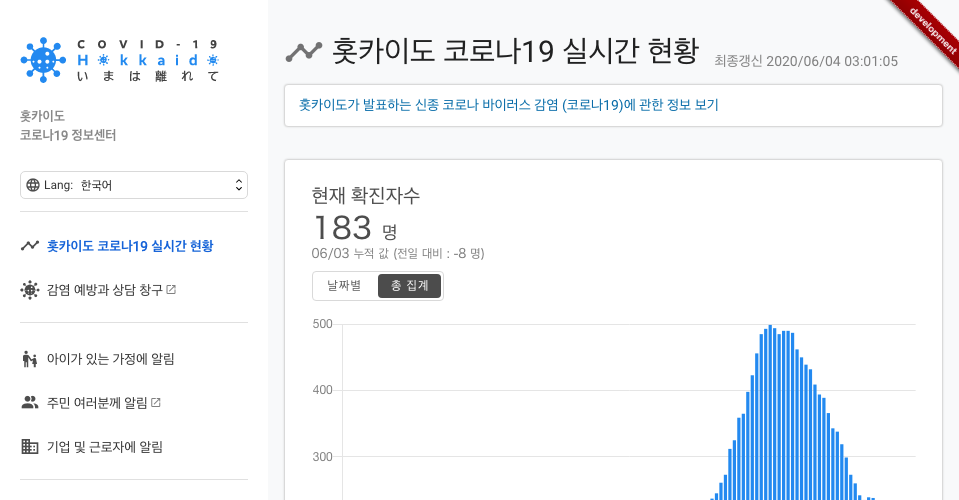 COVID-19
Hokkaido
いまは離れて
홋카이도
코로나19 정보센터
Lang: 한국어
홋카이도 코로나19 실시간 현황
감염 예방과 상담 창구
아이가 있는 가정에 알림
주민 여러분께 알림
기업 및 근로자에 알림
development
홋카이도 코로나19 실시간 현황
최종갱신 2020/06/04 03:01:05
홋카이도가 발표하는 신종 코로나 바이러스 감염 (코로나19)에 관한 정보 보기
현재 확진자수
183 명
06/03 누적 값 (전일 대비 : -8 명)
날짜별 총 집계
500
400
300